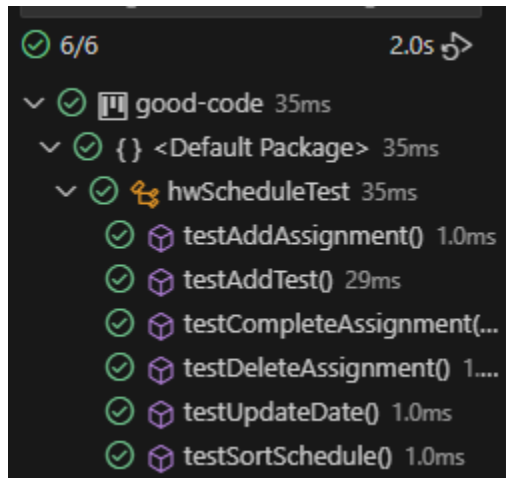 6/6 2.0s
good-code 35ms
{} <Default Package> 35ms
hwScheduleTest 35ms
testAddAssignment() 1.0ms
testAddTest() 29ms
testCompleteAssignment(...
testDeleteAssignment() 1....
testUpdateDate() 1.0ms
testSortSchedule() 1.0ms